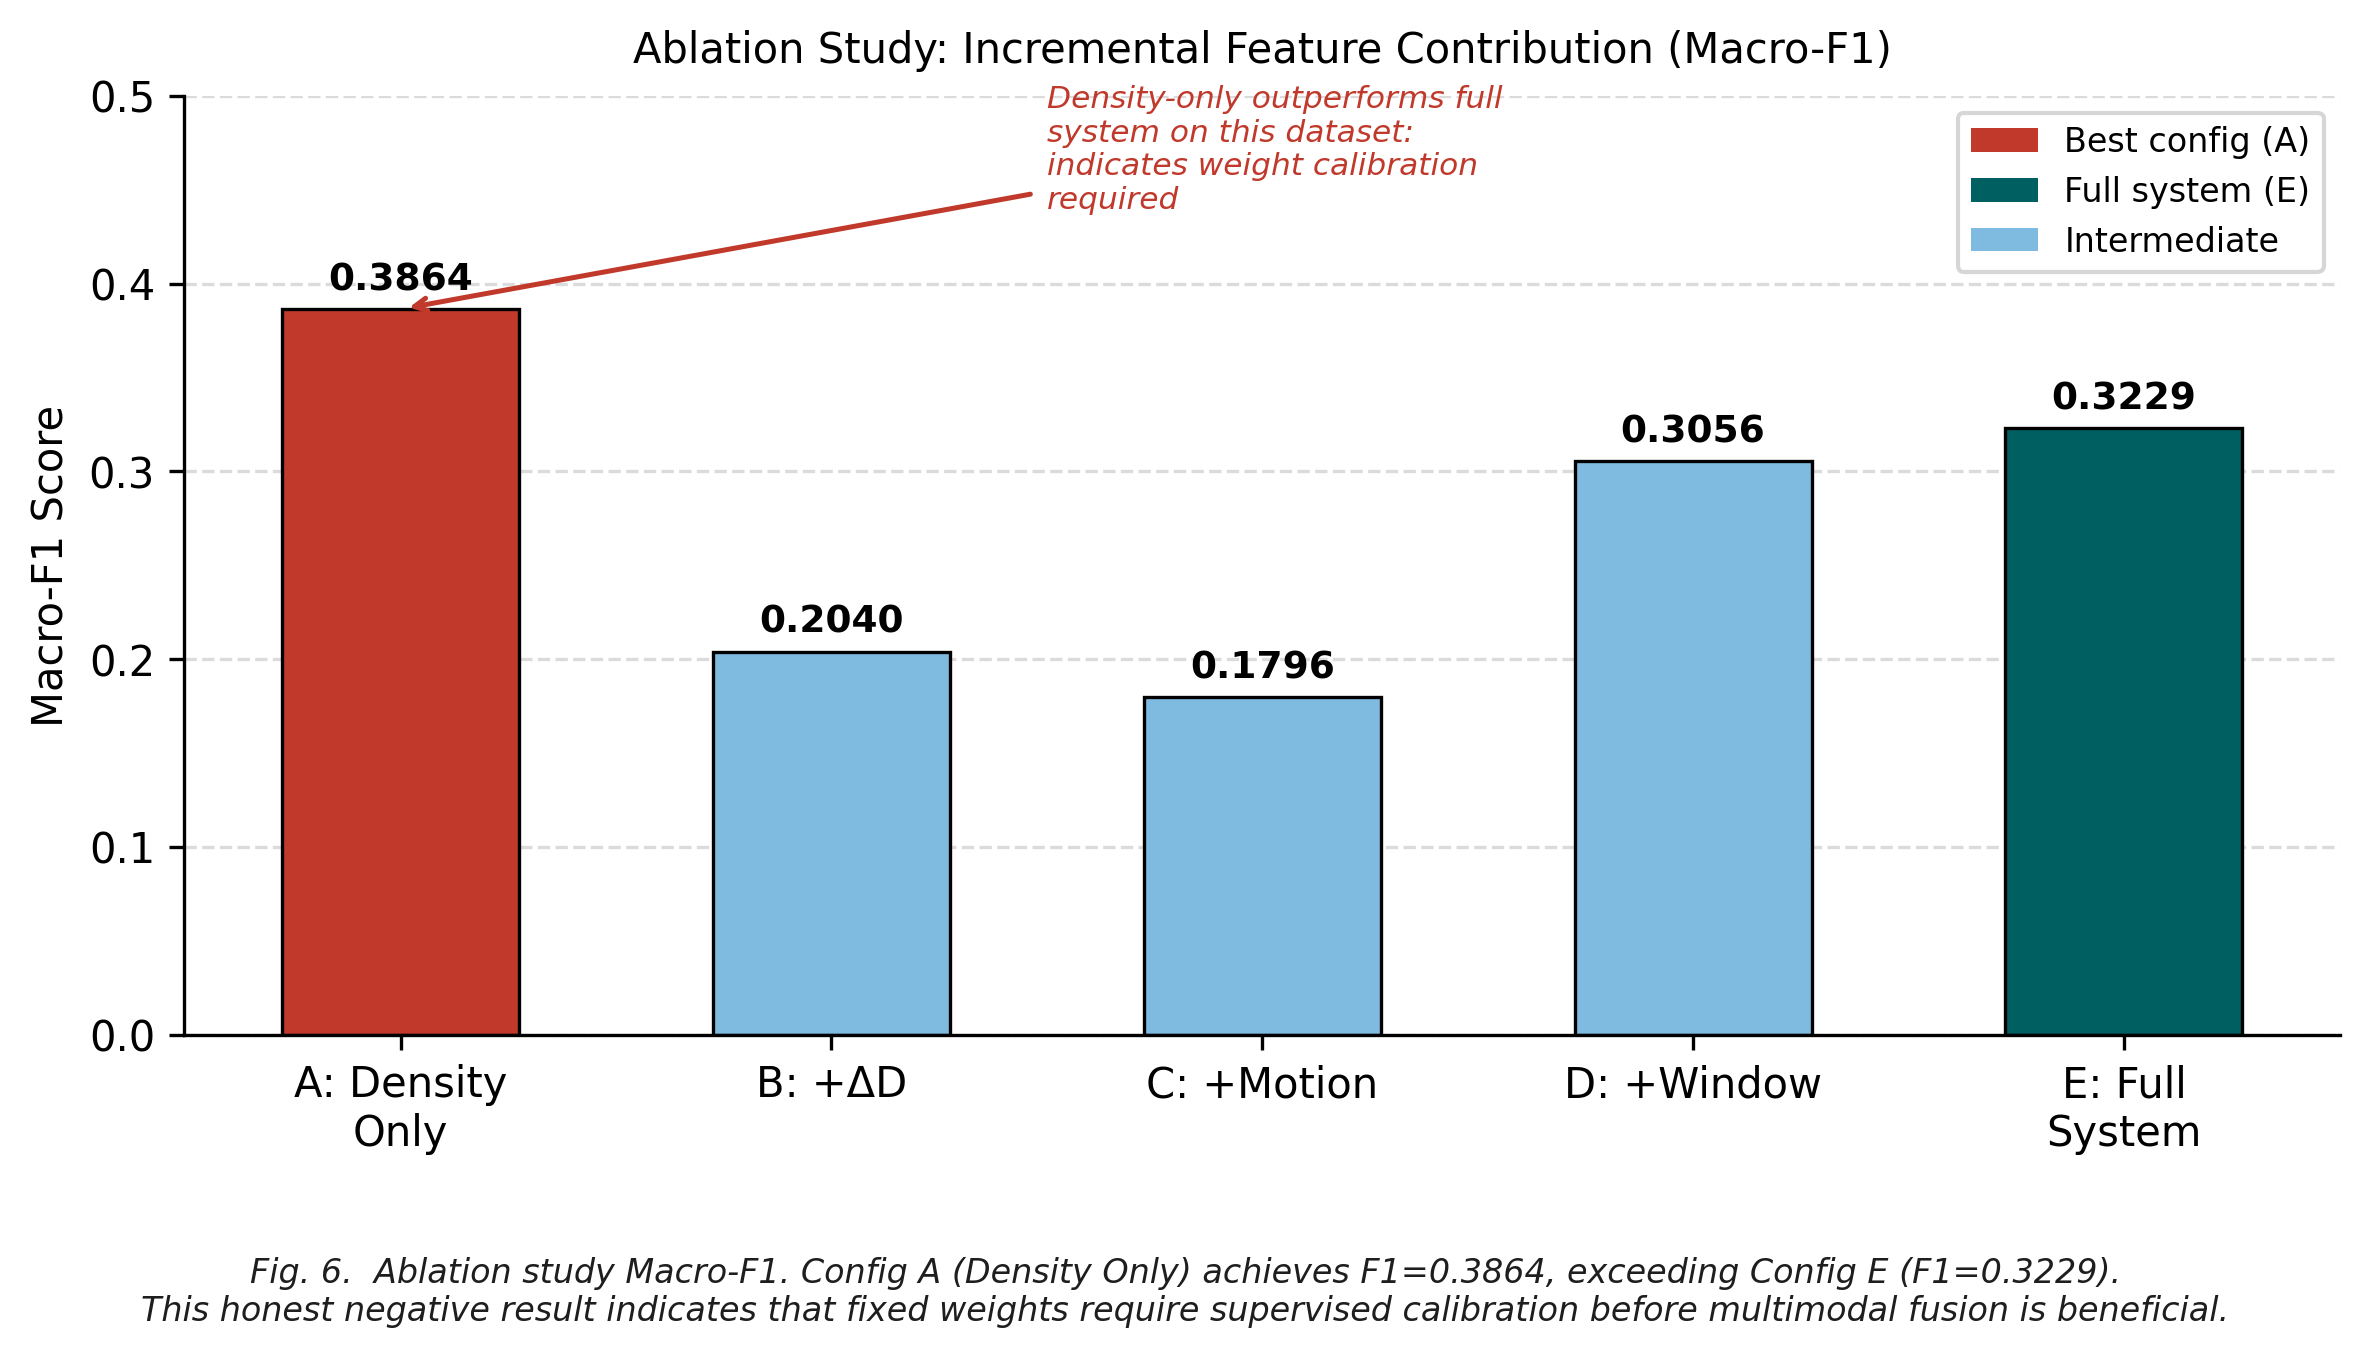 Ablation Study: Incremental Feature Contribution (Macro-F1)
Density-only outperforms full
system on this dataset:
indicates weight calibration
required
Best config (A)
Full system (E)
Intermediate
Macro-F1 Score
0.5
0.4
0.3
0.2
0.1
0.0
0.3864
0.2040
0.1796
0.3056
0.3229
A: Density
Only
B: +ΔD
C: +Motion
D: +Window
E: Full
System
Fig. 6.  Ablation study Macro-F1. Config A (Density Only) achieves F1=0.3864, exceeding Config E (F1=0.3229).
This honest negative result indicates that fixed weights require supervised calibration before multimodal fusion is beneficial.